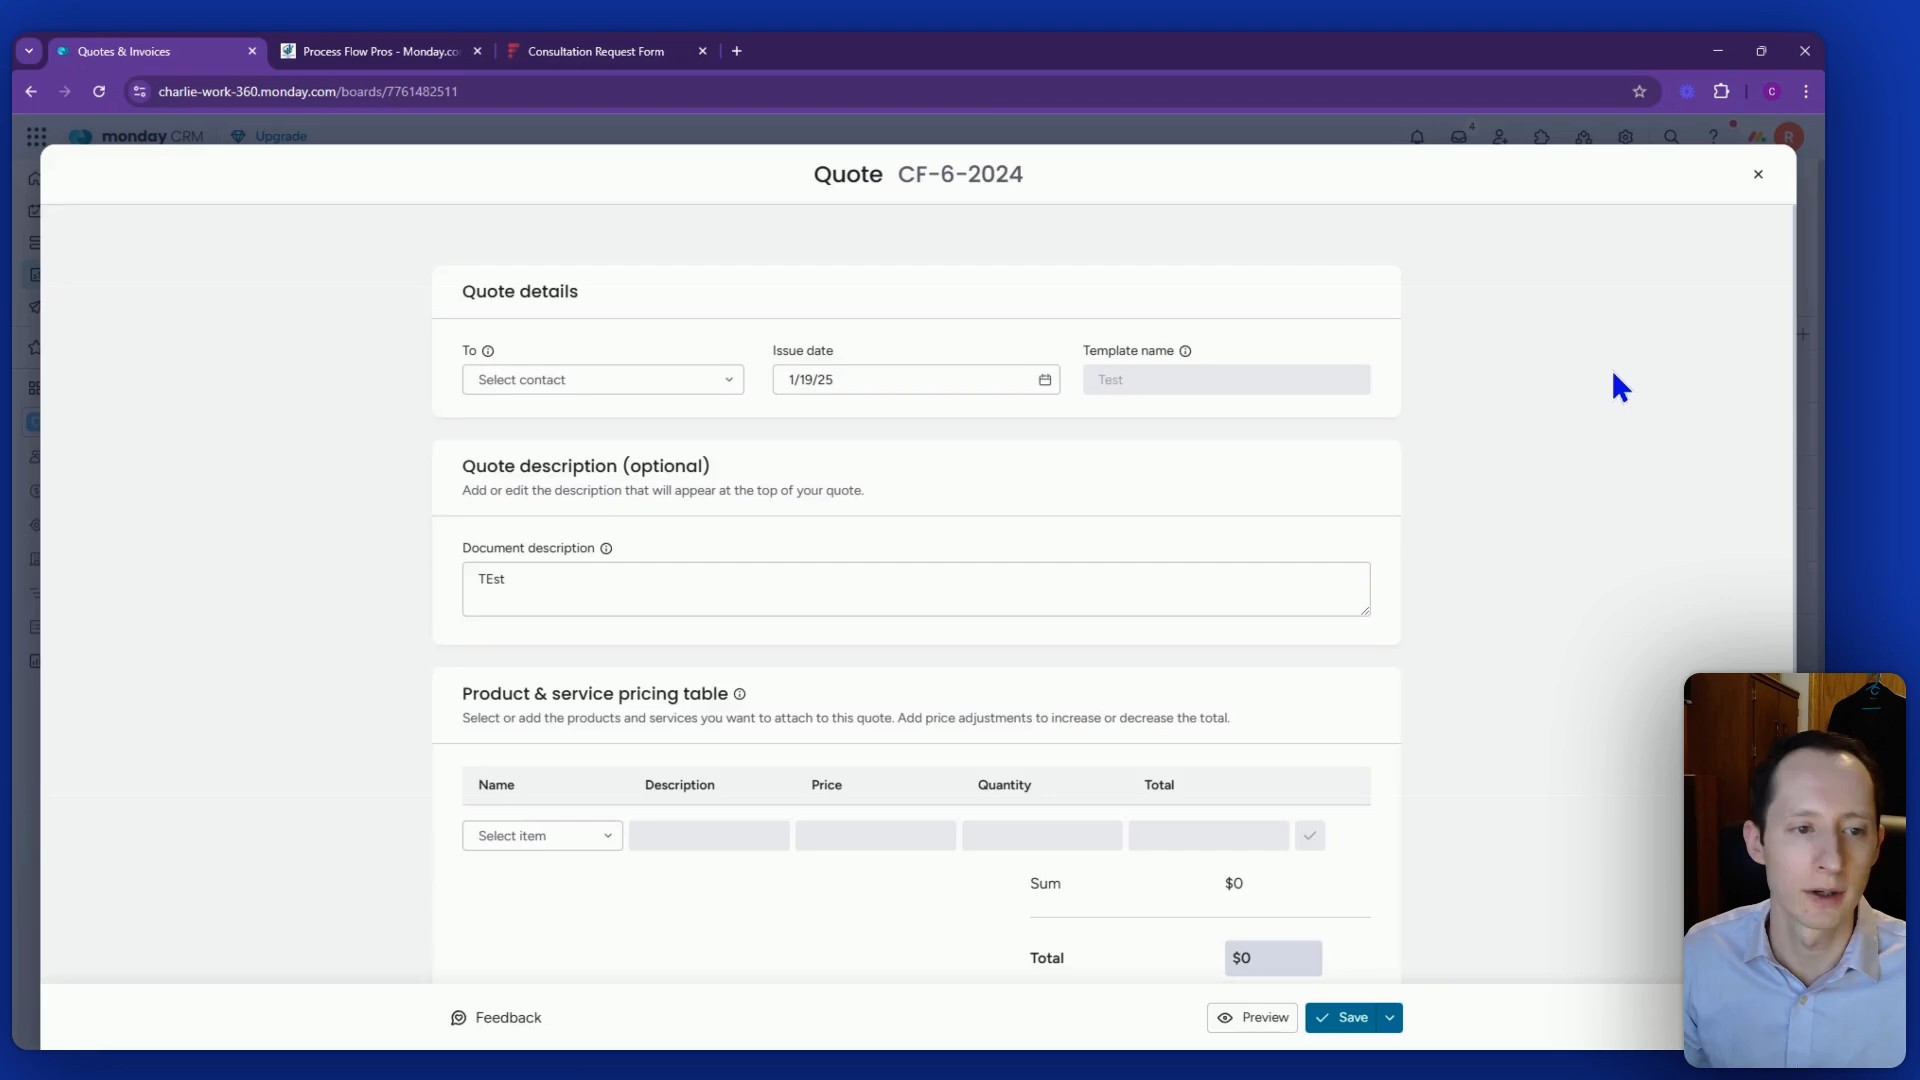 Quotes & Invoices
Process Flow Pros - Monday.co
Consultation Request Form
charlie-work-360.monday.com/boards/7761482511
C
monday CRM
Upgrade
4
R
Quote CF-6-2024
Quote details
To
Issue date
Template name
Select contact
1/19/25
Test
Quote description (optional)
Add or edit the description that will appear at the top of your quote.
Document description
TEst
Product & service pricing table
Select or add the products and services you want to attach to this quote. Add price adjustments to increase or decrease the total.
Name Description Price Quantity Total
Select item
Sum $0
Total $0
Feedback
Preview
Save